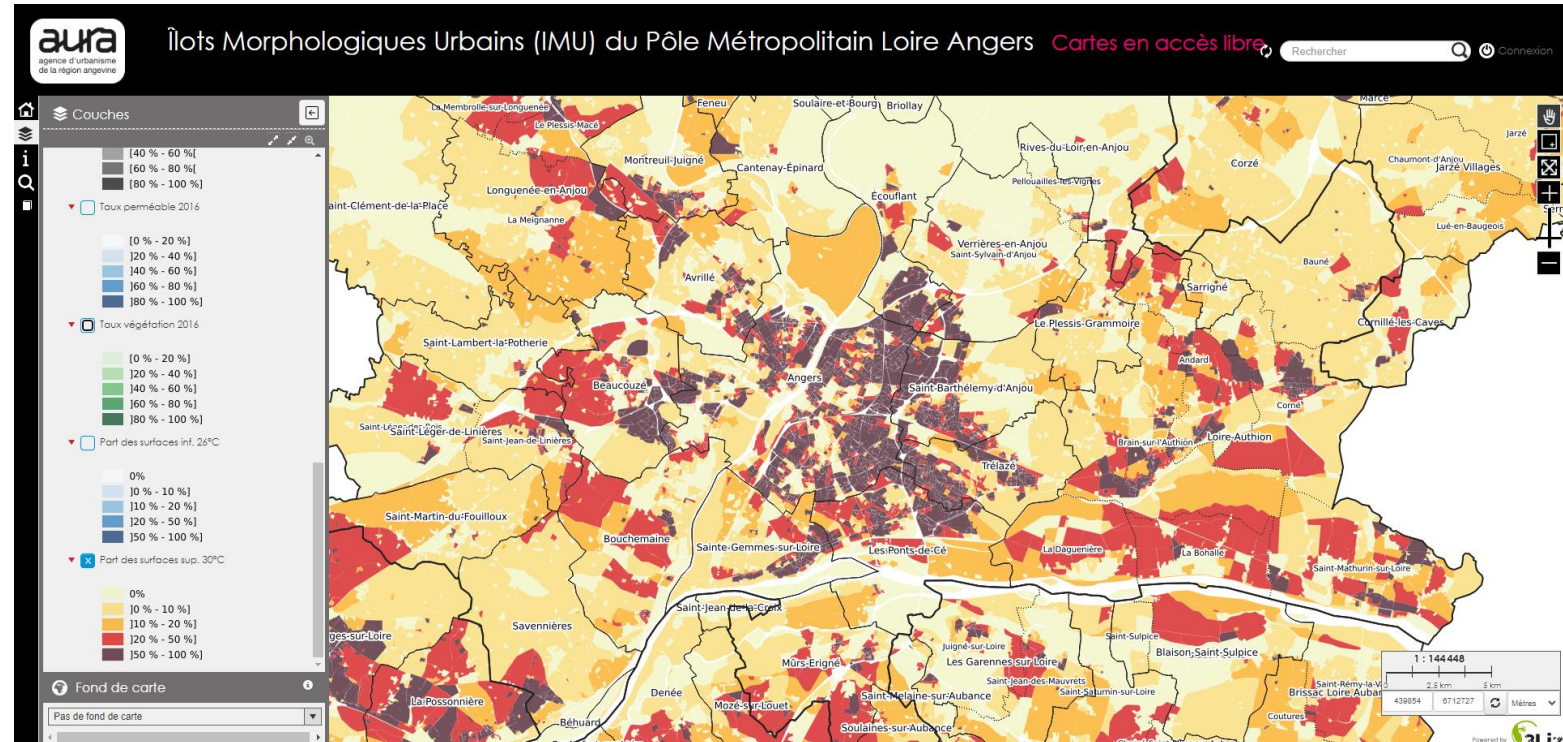 aura
agence d'urbanisme
de la région angevine
Îlots Morphologiques Urbains (IMU) du Pôle Métropolitain Loire Angers
Cartes en accès libre
Rechercher
Connexion
Couches
[40 % - 60 %[
[60 % - 80 %[
[80 % - 100 %]
Taux perméable 2016
[0 % - 20 %]
]20 % - 40 %]
]40 % - 60 %]
]60 % - 80 %]
]80 % - 100 %]
Taux végétation 2016
[0 % - 20 %]
]20 % - 40 %]
]40 % - 60 %]
]60 % - 80 %]
]80 % - 100 %]
Part des surfaces inf. 26°C
0%
]0 % - 10 %]
]10 % - 20 %]
]20 % - 50 %]
]50 % - 100 %]
Part des surfaces sup. 30°C
0%
]0 % - 10 %]
]10 % - 20 %]
]20 % - 50 %]
]50 % - 100 %]
Fond de carte
Pas de fond de carte
La Membrolle-sur-Longuenée
Feneu
Soulaire-et-Bourg
Briollay
Marcé
Le Plessis-Macé
Jarzé
Rives-du-Loir-en-Anjou
Montreuil-Juigné
Cantenay-Épinard
Corzé
Chaumont-d'Anjou
Jarzé Villages
Pellouailles-les-Vignes
Longuenée-en-Anjou
Écouflant
aint-Clément-de-la-Place
La Meignanne
Lué-en-Baugeois
Verrières-en-Anjou
Saint-Sylvain-d'Anjou
Bauné
Avrillé
Sarrigné
Le Plessis-Grammoire
Cornillé-les-Caves
Saint-Lambert-la-Potherie
Andard
Angers
Beaucouzé
Saint-Barthélemy-d'Anjou
Corné
Saint-Léger-de-Linières
Saint-Jean-de-Linières
Brain-sur-l'Authion
Loire-Authion
Trélazé
Saint-Martin-du-Fouilloux
Bouchemaine
Sainte-Gemmes-sur-Loire
Les Ponts-de-Cé
La Daguenière
La Bohalle
Saint-Mathurin-sur-Loire
Saint-Jean-de-la-Croix
Savennières
ges-sur-Loire
Saint-Sulpice
Juigné-sur-Loire
Blaison-Saint-Sulpice
Mûrs-Erigné
Les Garennes sur Loire
Saint-Jean-des-Mauvrets
Saint-Saturnin-sur-Loire
Denée
Saint-Melaine-sur-Aubance
La Possonnière
Mozé-sur-Louet
Béhuard
Soulaines-sur-Aubance
Coutures
Brissac Loire Aubar
1 : 144 448
0
2.5 km
5 km
439854
6712727
Mètres
Powered by
3Liz